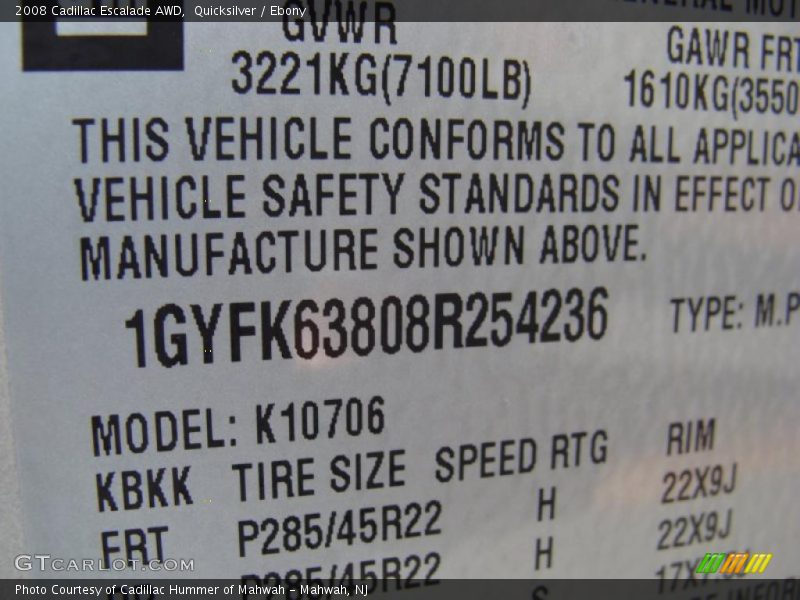 2008 Cadillac Escalade AWD, Quicksilver / Ebony
GVWR GAWR FRT
3221KG(7100LB) 1610KG(3550
THIS VEHICLE CONFORMS TO ALL APPLICA
VEHICLE SAFETY STANDARDS IN EFFECT O
MANUFACTURE SHOWN ABOVE.
1GYFK63808R254236 TYPE: M.P
MODEL: K10706
KBKK TIRE SIZE SPEED RTG RIM
FRT P285/45R22 H 22X9J
P285/45R22 H 22X9J
GTCARLOT.COM
Photo Courtesy of Cadillac Hummer of Mahwah - Mahwah, NJ